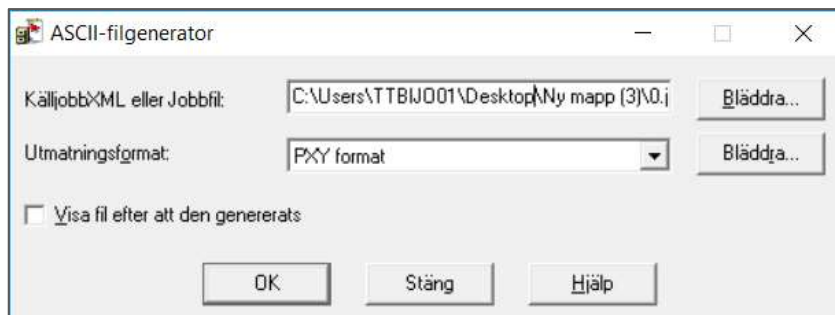 ASCII-filgenerator
KälljobbXML eller Jobbfil:
C:\Users\TTBIJO01\Desktop\Ny mapp (3)\0.j
Bläddra...
Utmatningsformat:
PXY format
Bläddra...
Visa fil efter att den genererats
OK
Stäng
Hjälp